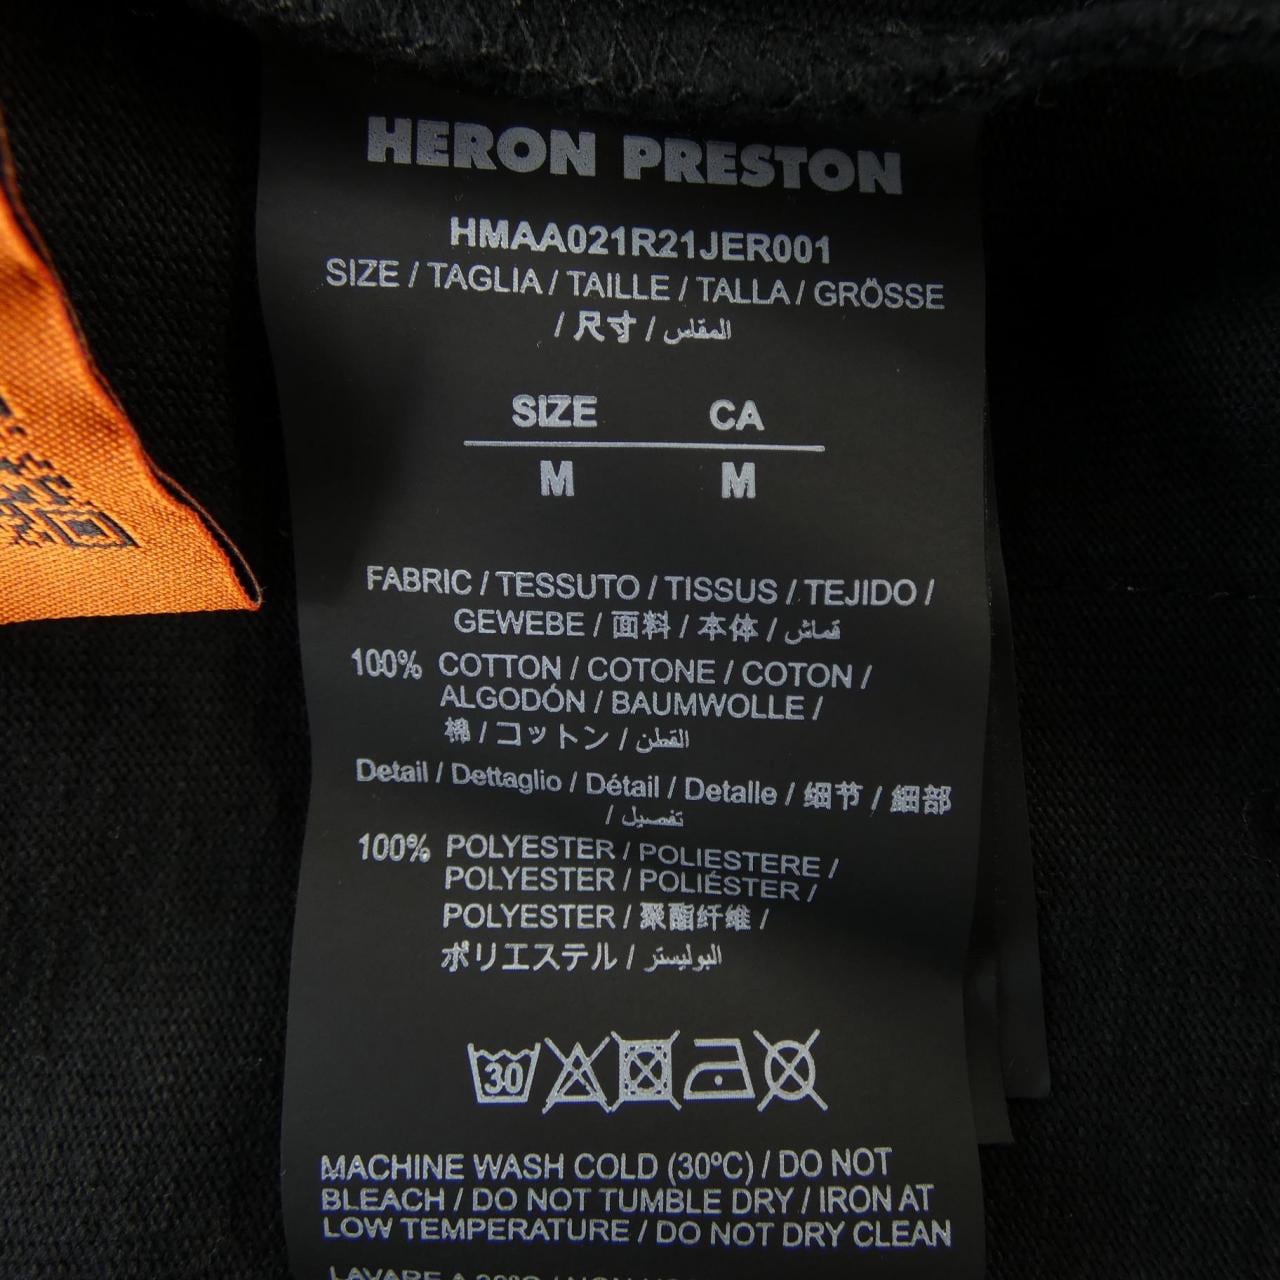 HERON PRESTON
HMAA021R21JER001
SIZE / TAGLIA / TAILLE / TALLA / GRÖSSE
/ 尺寸 / المقاس
SIZE CA
M M
FABRIC / TESSUTO / TISSUS / TEJIDO /
GEWEBE / 面料 / 本体 / قماش
100% COTTON / COTONE / COTON /
ALGODÓN / BAUMWOLLE /
棉 / コットン / القطن
Detail / Dettaglio / Détail / Detalle / 细节 / 細部
/ تفصيل
100% POLYESTER / POLIESTERE /
POLYESTER / POLIÉSTER /
POLYESTER / 聚酯纤维 /
ポリエステル / البوليستر
30
MACHINE WASH COLD (30ºC) / DO NOT
BLEACH / DO NOT TUMBLE DRY / IRON AT
LOW TEMPERATURE / DO NOT DRY CLEAN